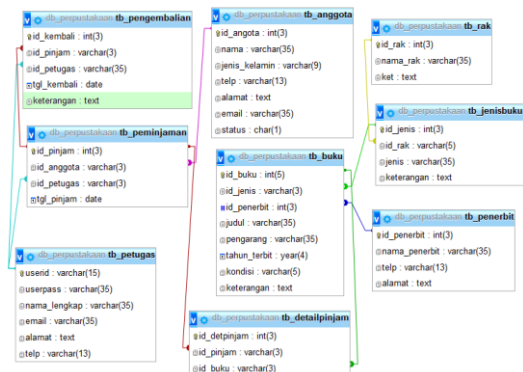 db_perpustakaan tb_pengembalian
id_kembali : int(3)
id_pinjam : varchar(3)
id_petugas : varchar(35)
tgl_kembali : date
keterangan : text
db_perpustakaan tb_anggota
id_angota : int(3)
nama : varchar(35)
jenis_kelamin : varchar(9)
telp : varchar(13)
alamat : text
email : varchar(35)
status : char(1)
db_perpustakaan tb_rak
id_rak : int(3)
nama_rak : varchar(35)
ket : text
db_perpustakaan tb_jenisbuku
id_jenis : int(3)
id_rak : varchar(5)
jenis : varchar(35)
keterangan : text
db_perpustakaan tb_peminjaman
id_pinjam : int(3)
id_anggota : varchar(3)
id_petugas : varchar(3)
tgl_pinjam : date
db_perpustakaan tb_buku
id_buku : int(5)
id_jenis : varchar(3)
id_penerbit : int(3)
judul : varchar(35)
pengarang : varchar(35)
tahun_terbit : year(4)
kondisi : varchar(5)
keterangan : text
db_perpustakaan tb_penerbit
id_penerbit : int(3)
nama_penerbit : varchar(35)
telp : varchar(13)
alamat : text
db_perpustakaan tb_petugas
userid : varchar(15)
userpass : varchar(35)
nama_lengkap : varchar(35)
email : varchar(35)
alamat : text
telp : varchar(13)
db_perpustakaan tb_detailpinjam
id_detpinjam : int(3)
id_pinjam : varchar(3)
id_buku : varchar(3)